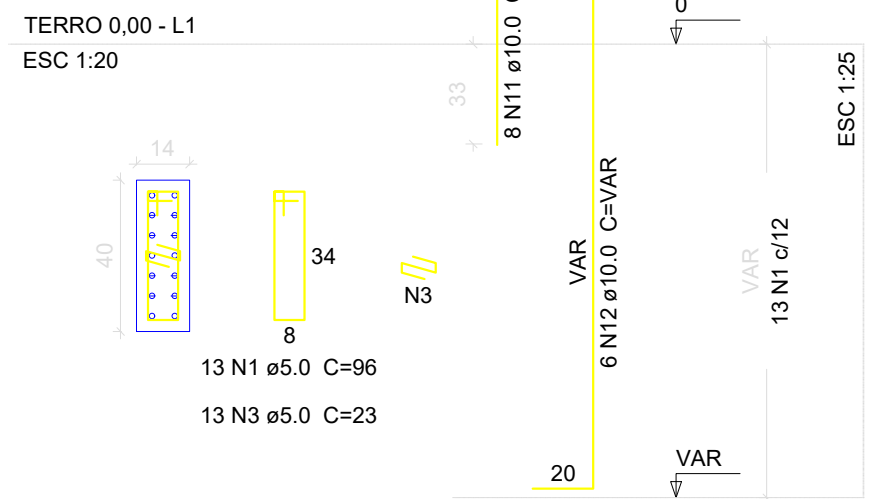 0
TERRO 0,00 - L1
ESC 1:20
ESC 1:25
33
8 N11 ø10.0
14
40
34
8
N3
VAR
6 N12 ø10.0 C=VAR
VAR
13 N1 c/12
13 N1 ø5.0 C=96
13 N3 ø5.0 C=23
20
VAR